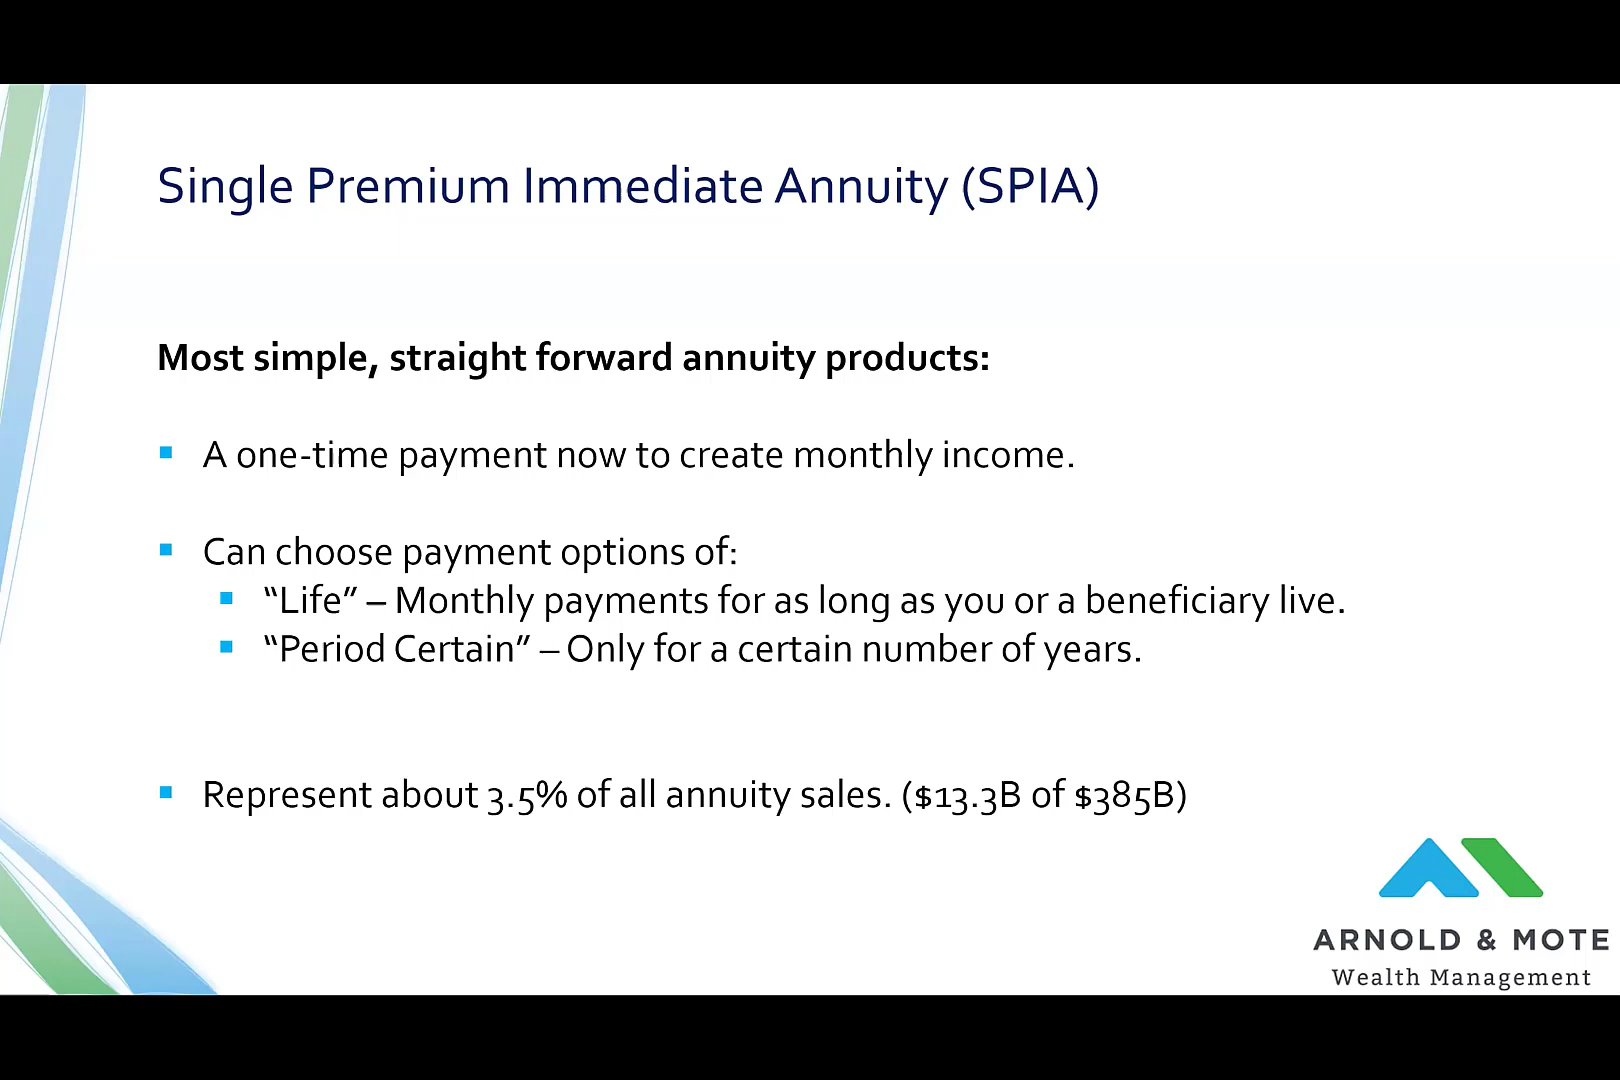 Single Premium Immediate Annuity (SPIA)
Most simple, straight forward annuity products:
A one-time payment now to create monthly income.
Can choose payment options of:
“Life” – Monthly payments for as long as you or a beneficiary live.
“Period Certain” – Only for a certain number of years.
Represent about 3.5% of all annuity sales. ($13.3B of $385B)
ARNOLD & MOTE
Wealth Management